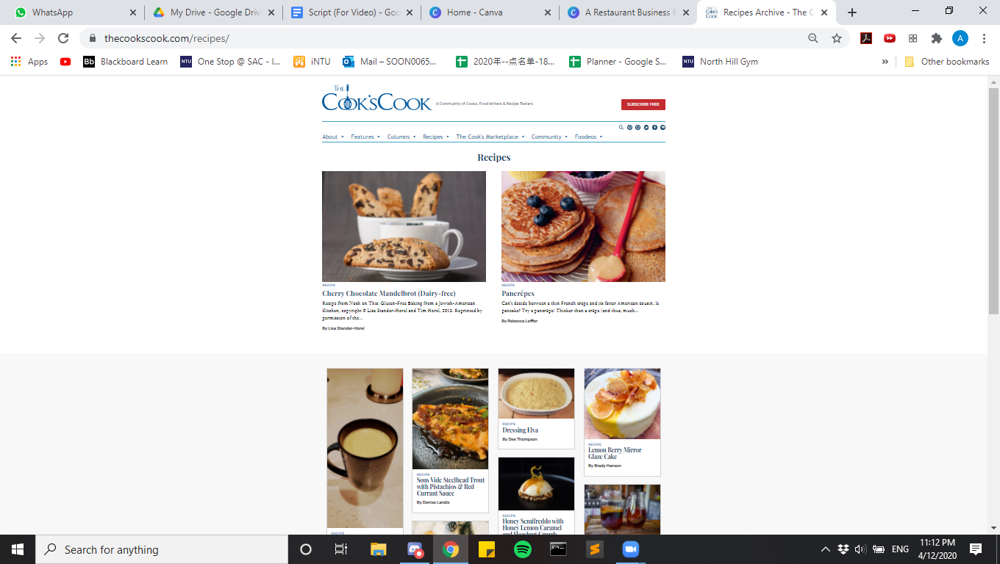 WhatsApp
My Drive - Google Driv
Script (For Video) - Goo
Home - Canva
A Restaurant Business P
Recipes Archive - The C
thecookscook.com/recipes/
A
Apps
Bb Blackboard Learn
NTU One Stop @ SAC - I...
iNTU
Mail – SOON0065...
2020年--点名单-18...
Planner - Google S...
NTU North Hill Gym
»
Other bookmarks
THE
COOK'SCOOK
A Community of Cooks, Food Writers & Recipe Testers
SUBSCRIBE FREE
About
Features
Columns
Recipes
The Cook's Marketplace
Community
Foodeos
Recipes
RECIPE
Cherry Chocolate Mandelbrot (Dairy-free)
Recipe from Nosh on This: Gluten-Free Baking from a Jewish-American
Kitchen, copyright © Lisa Stander-Horel and Tim Horel, 2013. Reprinted by
permission of the...
By Lisa Stander-Horel
RECIPE
Pancrêpes
Can't decide between a thin French crêpe and its fatter American cousin, le
pancake? Try a pancrêpe! Thicker than a crêpe (and thus, much...
By Rebecca Leffler
RECIPE
RECIPE
Sous Vide Steelhead Trout
with Pistachios & Red
Currant Sauce
By Denise Landis
RECIPE
Dressing Elva
By Dee Thompson
RECIPE
Honey Semifreddo with
Honey Lemon Caramel
and Hazelnut Crumb
RECIPE
Lemon Berry Mirror
Glaze Cake
By Brady Hanson
Search for anything
ENG
11:12 PM
4/12/2020